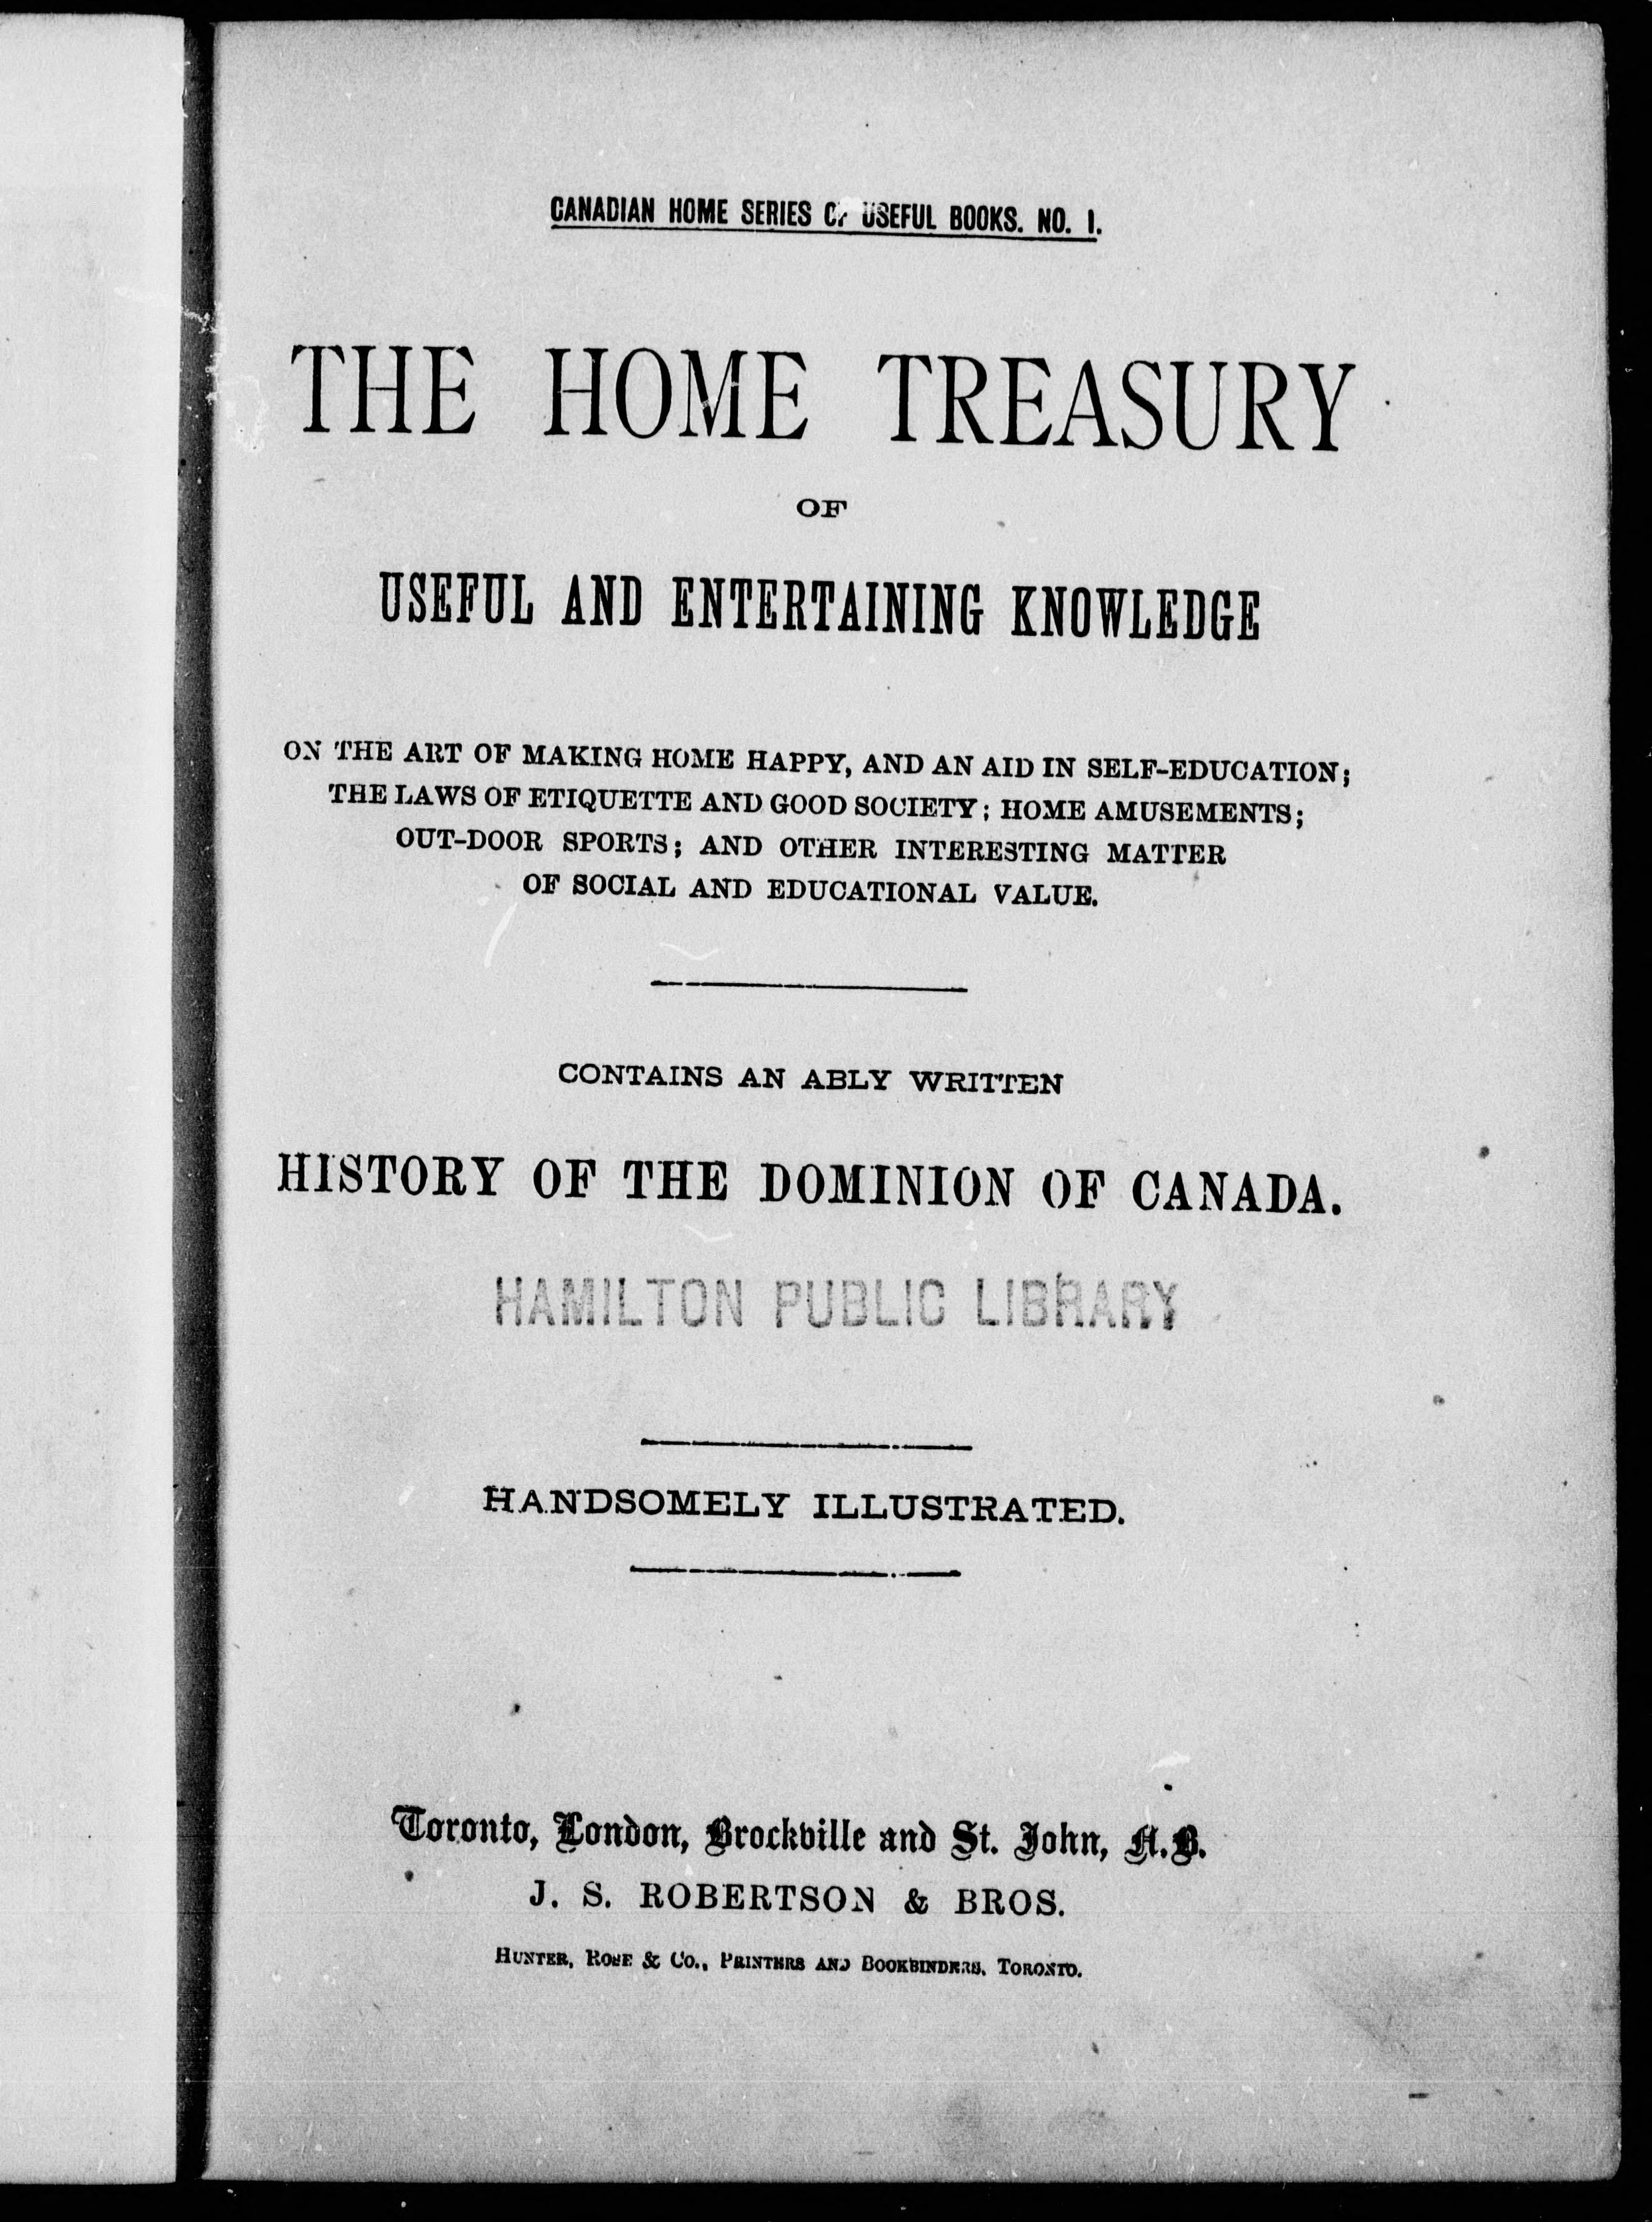 CANADIAN HOME SERIES OF USEFUL BOOKS. NO. 1.
THE HOME TREASURY
OF
USEFUL AND ENTERTAINING KNOWLEDGE
ON THE ART OF MAKING HOME HAPPY, AND AN AID IN SELF-EDUCATION;
THE LAWS OF ETIQUETTE AND GOOD SOCIETY; HOME AMUSEMENTS;
OUT-DOOR SPORTS; AND OTHER INTERESTING MATTER
OF SOCIAL AND EDUCATIONAL VALUE.
CONTAINS AN ABLY WRITTEN
HISTORY OF THE DOMINION OF CANADA.
HAMILTON PUBLIC LIBRARY
HANDSOMELY ILLUSTRATED.
Toronto, London, Brockville and St. John, N.B.
J. S. ROBERTSON & BROS.
HUNTER, ROSE & CO., PRINTERS AND BOOKBINDERS, TORONTO.